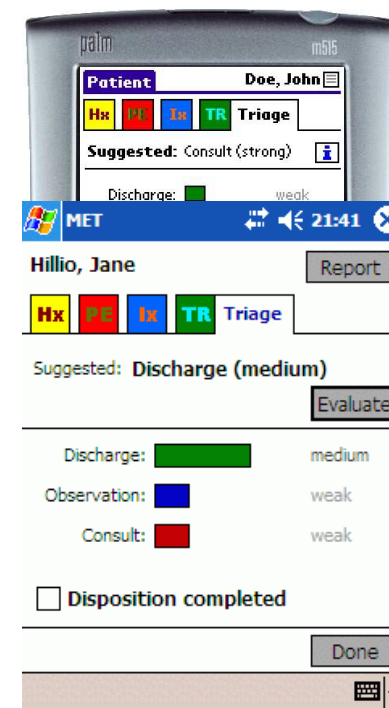 palm m515
Patient Doe, John
Hx PE Ix TR Triage
Suggested: Consult (strong) i
Discharge: weak
MET 21:41
Hillio, Jane Report
Hx PE Ix TR Triage
Suggested: Discharge (medium)
Evaluate
Discharge: medium
Observation: weak
Consult: weak
Disposition completed
Done